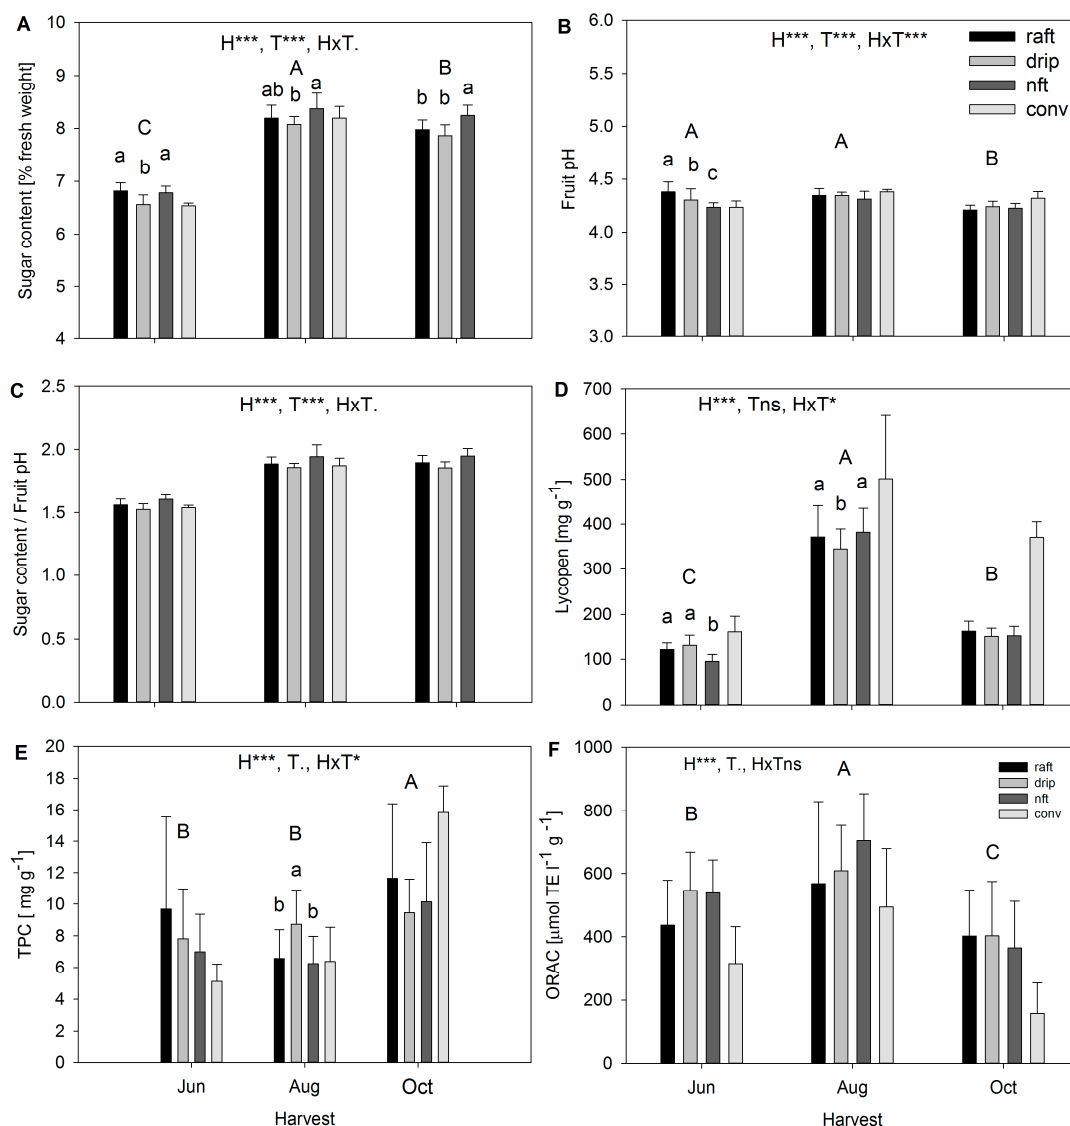 A
H***, T***, HxT.
10
9
8
7
6
5
4
Sugar content [% fresh weight]
C
a
b
a
A
ab
b
a
B
b
b
a
B
H***, T***, HxT***
raft
drip
nft
conv
6.0
5.5
5.0
4.5
4.0
3.5
3.0
Fruit pH
A
a
b
c
A
B
C
H***, T***, HxT.
2.5
2.0
1.5
1.0
0.5
0.0
Sugar content / Fruit pH
D
H***, Tns, HxT*
700
600
500
400
300
200
100
0
Lycopen [mg g-1]
C
a
a
b
A
a
b
a
B
E
H***, T., HxT*
20
18
16
14
12
10
8
6
4
2
0
TPC [ mg g-1]
B
B
b
a
b
A
Jun
Aug
Oct
Harvest
F
H***, T., HxTns
raft
drip
nft
conv
1000
800
600
400
200
0
ORAC [µmol TE l-1 g -1]
B
A
C
Jun
Aug
Oct
Harvest